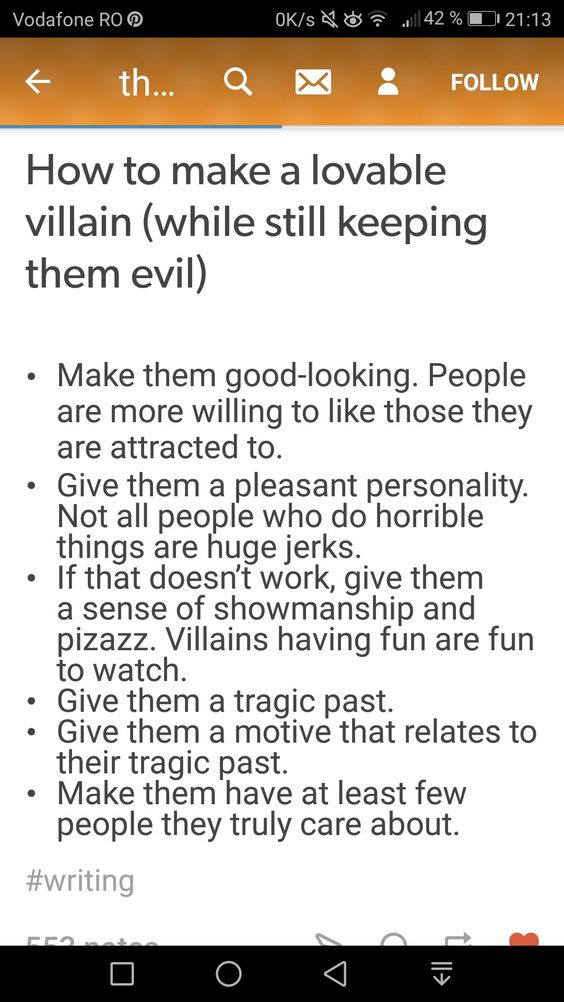 Vodafone RO 0K/s 42 % 21:13
th... FOLLOW
How to make a lovable
villain (while still keeping
them evil)
• Make them good-looking. People
are more willing to like those they
are attracted to.
• Give them a pleasant personality.
Not all people who do horrible
things are huge jerks.
• If that doesn't work, give them
a sense of showmanship and
pizazz. Villains having fun are fun
to watch.
• Give them a tragic past.
• Give them a motive that relates to
their tragic past.
• Make them have at least few
people they truly care about.
#writing
553 notes